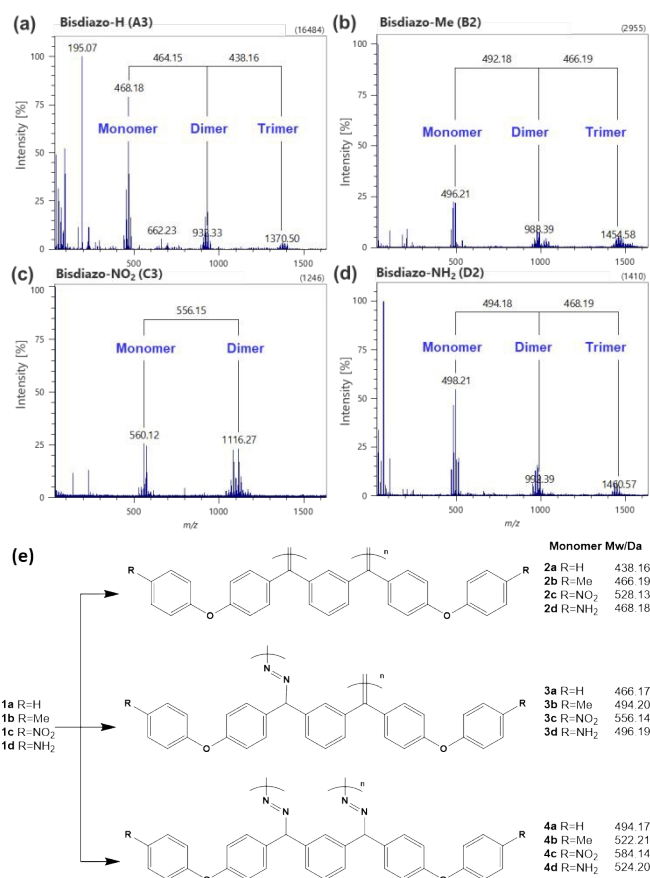 (a) Bisdiazo-H (A3) (16484)
464.15 438.16
195.07
468.18
Monomer Dimer Trimer
662.23 1370.50
Intensity [%]
100
75
50
25
0
500 1000 1500
(b) Bisdiazo-Me (B2) (2955)
492.18 466.19
Monomer Dimer Trimer
496.21
988.39 1454.58
Intensity [%]
100
75
50
25
0
500 1000 1500
(c) Bisdiazo-NO2 (C3) (1246)
556.15
Monomer Dimer
560.12 1116.27
Intensity [%]
100
75
50
25
0
500 1000 1500
m/z
(d) Bisdiazo-NH2 (D2) (1410)
494.18 468.19
Monomer Dimer Trimer
498.21
992.39 1460.57
Intensity [%]
100
75
50
25
0
500 1000 1500
m/z
(e)
Monomer Mw/Da
n
R R
O O
2a R=H 438.16
2b R=Me 466.19
2c R=NO2 528.13
2d R=NH2 468.18
1a R=H
1b R=Me
1c R=NO2
1d R=NH2
N N n
R R
O O
3a R=H 466.17
3b R=Me 494.20
3c R=NO2 556.14
3d R=NH2 496.19
N N N N n
R R
O O
4a R=H 494.17
4b R=Me 522.21
4c R=NO2 584.14
4d R=NH2 524.20